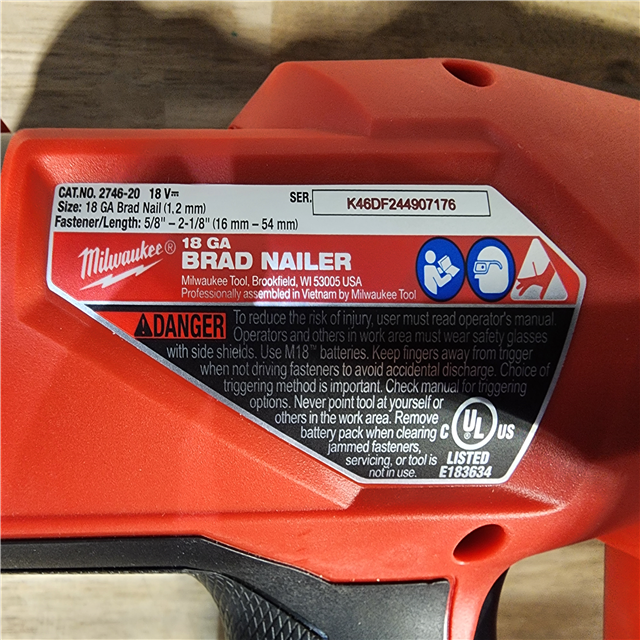 CAT.NO. 2746-20 18 V⎓
SER. K46DF244907176
Size: 18 GA Brad Nail (1.2 mm)
Fastener/Length: 5/8" – 2-1/8" (16 mm – 54 mm)
Milwaukee®
18 GA
BRAD NAILER
Milwaukee Tool, Brookfield, WI 53005 USA
Professionally assembled in Vietnam by Milwaukee Tool
DANGER To reduce the risk of injury, user must read operator's manual.
Operators and others in work area must wear safety glasses
with side shields. Use M18™ batteries. Keep fingers away from trigger
when not driving fasteners to avoid accidental discharge. Choice of
triggering method is important. Check manual for triggering
options. Never point tool at yourself or
others in the work area. Remove
battery pack when clearing
jammed fasteners,
servicing, or tool is
not in use.
C UL US
LISTED
E183634